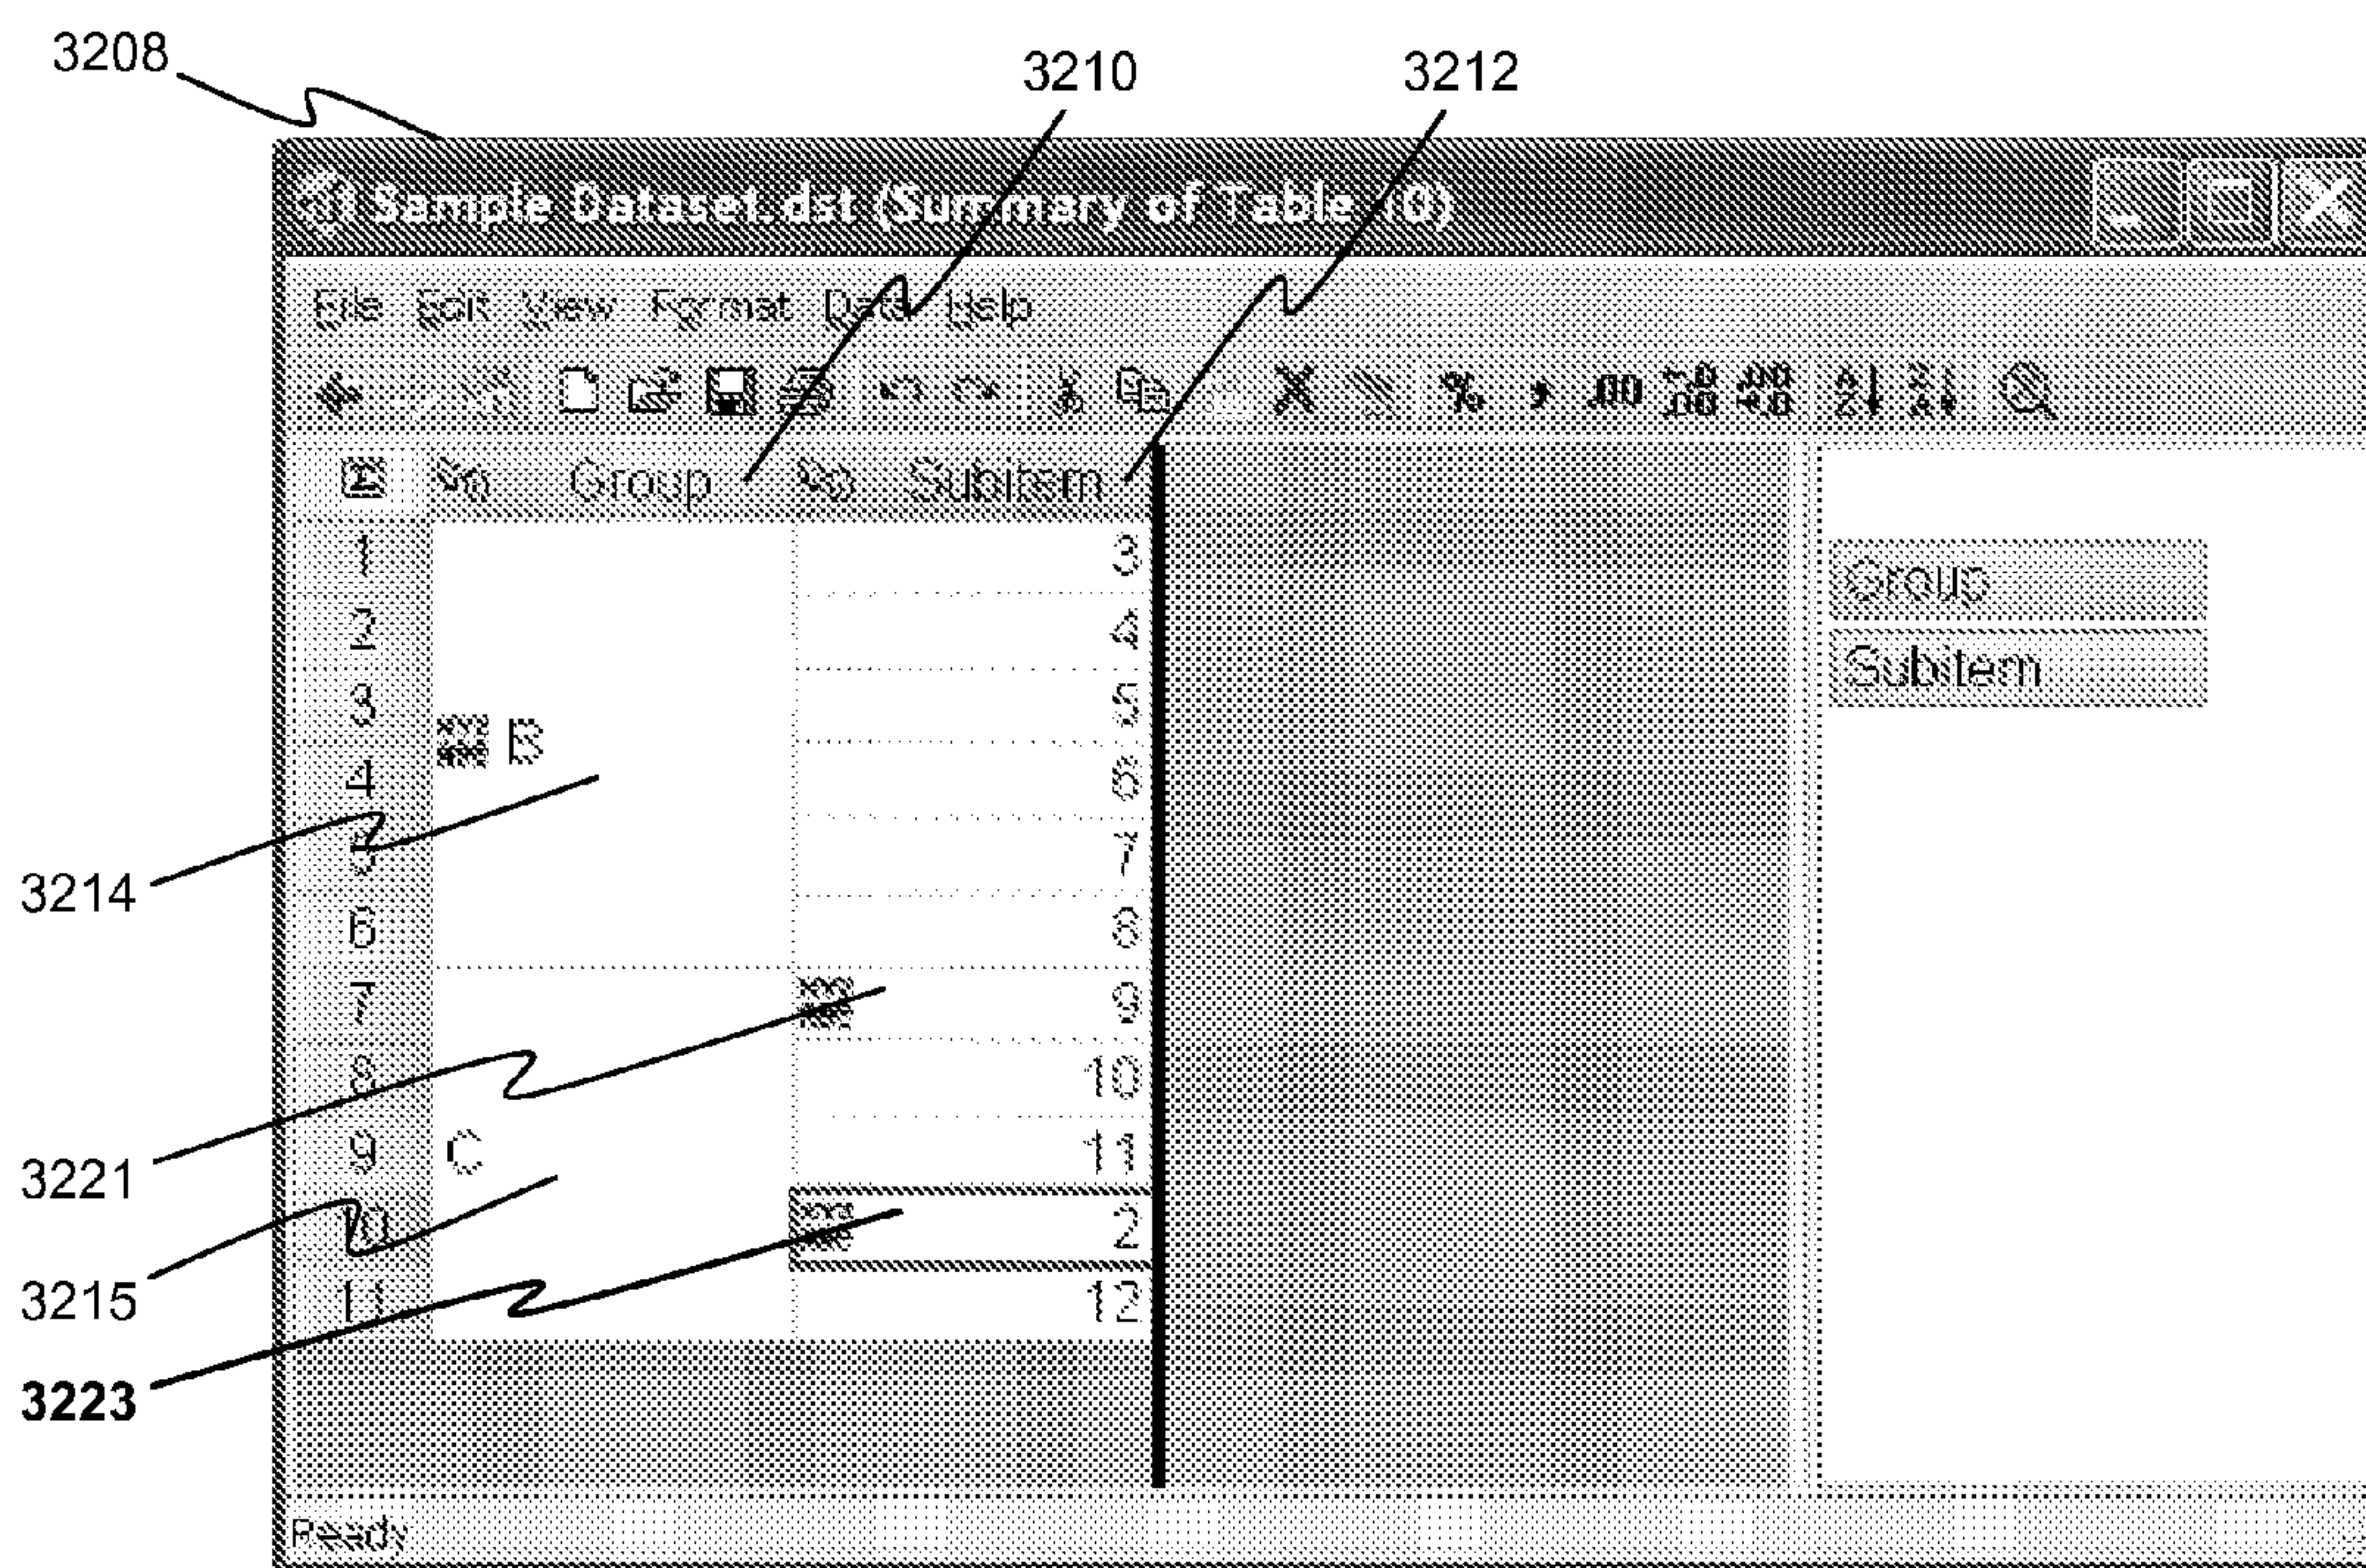 3208
3210 3212
Sample Dataset.dst (Summary of Table (0)
File Edit View Format Data Help
% , .00
Group Subitem
1 3
2 4
3 5
B
4 6
5 7
6 8
7 9
8 10
9 C 11
10 2
11 12
Group
Subitem
3214
3221
3215
3223
Ready